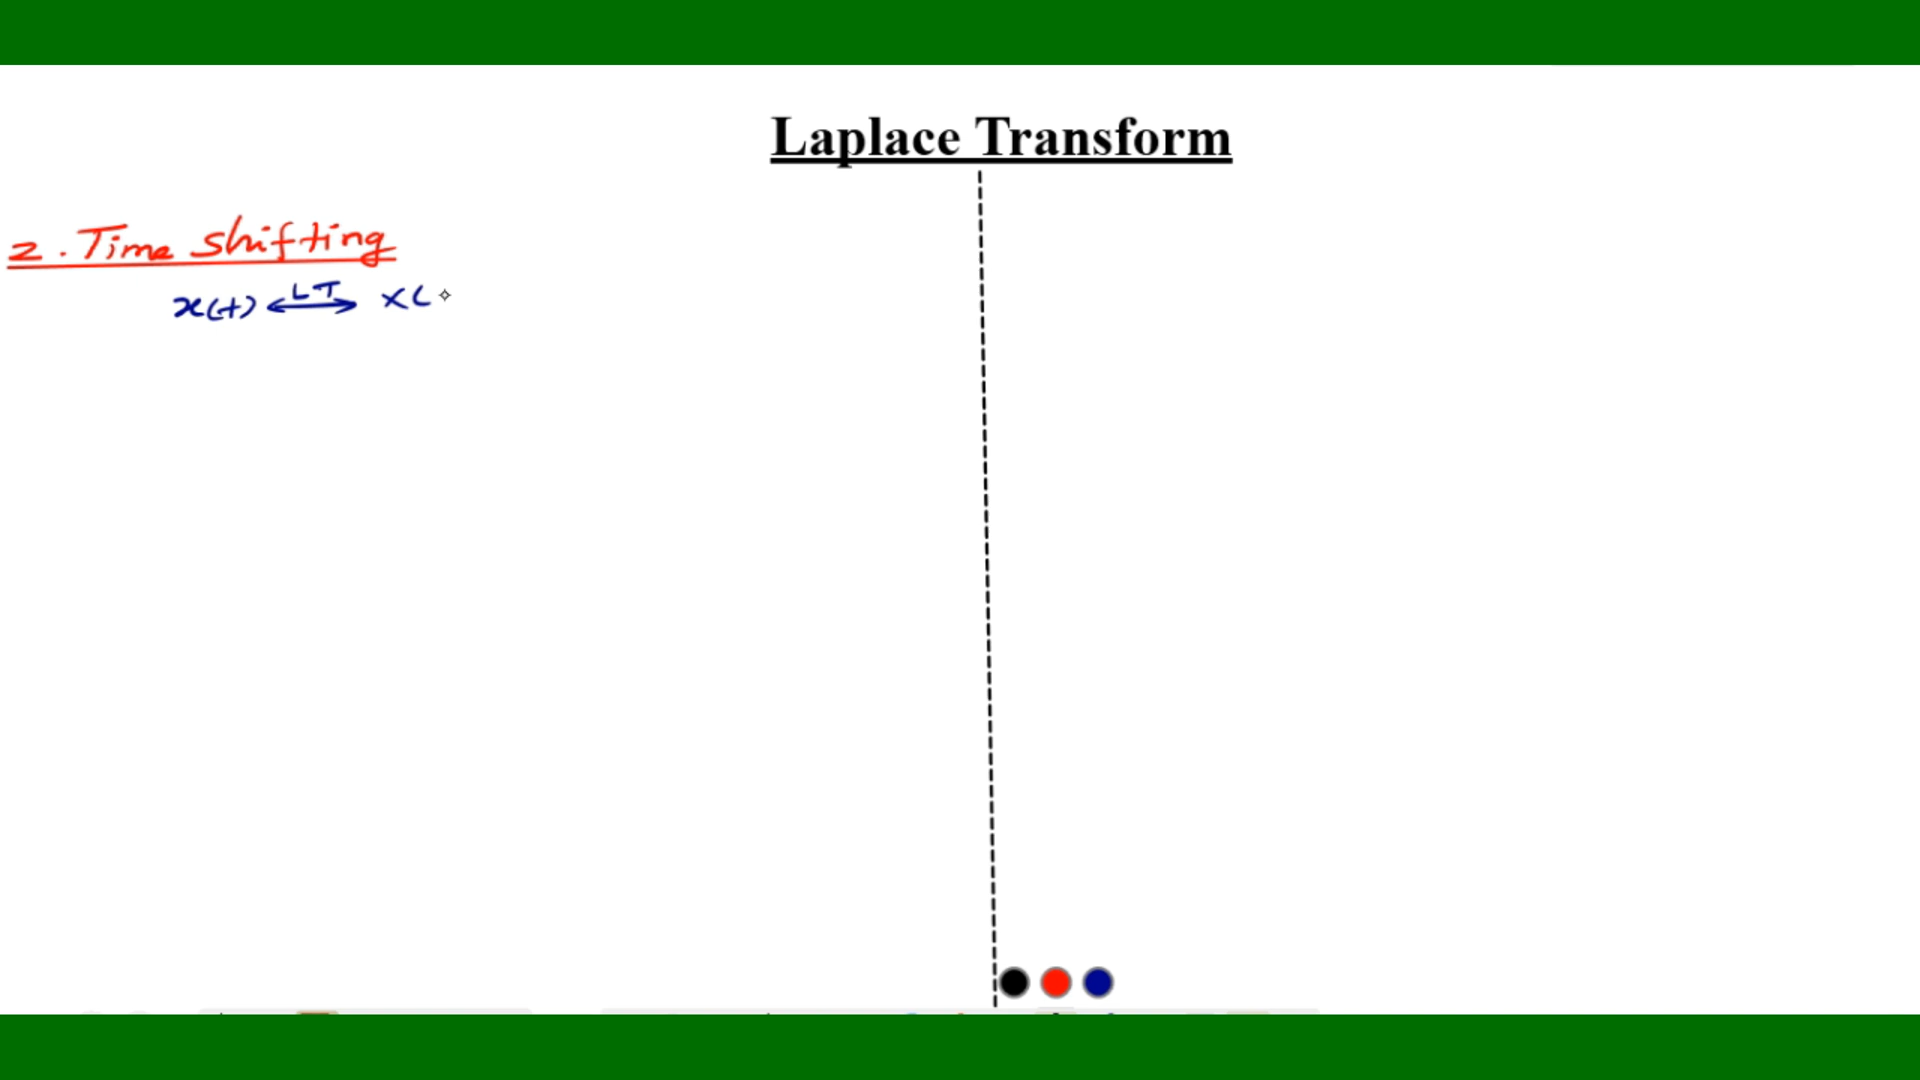 Laplace Transform
2. Time shifting
x(t) ⟷ LT X(